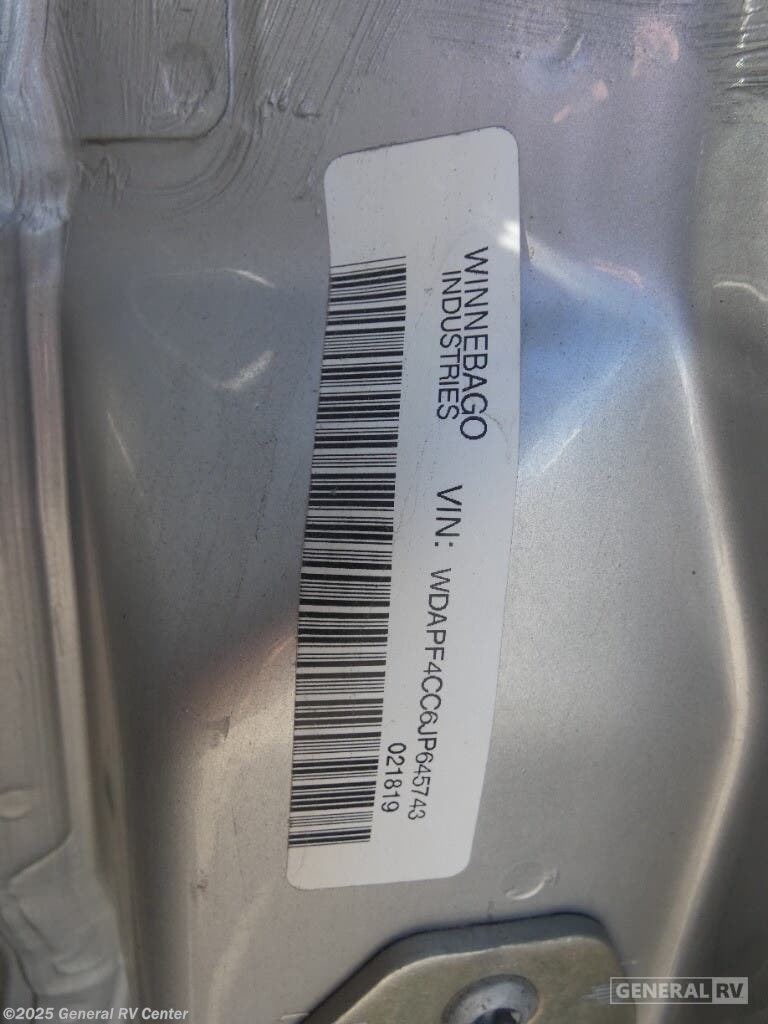 WINNEBAGO
INDUSTRIES
VIN: WDAPF4CC6JP645743
021819
©2025 General RV Center
GENERAL RV